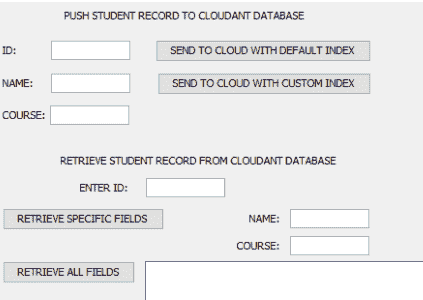 PUSH STUDENT RECORD TO CLOUDANT DATABASE
ID:
SEND TO CLOUD WITH DEFAULT INDEX
NAME:
SEND TO CLOUD WITH CUSTOM INDEX
COURSE:
RETRIEVE STUDENT RECORD FROM CLOUDANT DATABASE
ENTER ID:
RETRIEVE SPECIFIC FIELDS
NAME:
COURSE:
RETRIEVE ALL FIELDS